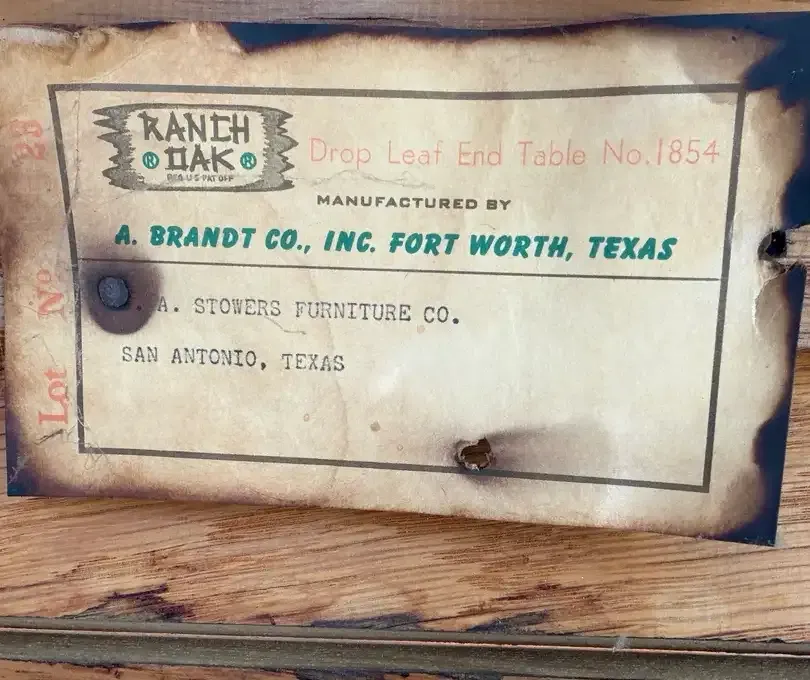 RANCH
® OAK ®
REG U S PAT OFF
Drop Leaf End Table No.1854
MANUFACTURED BY
A. BRANDT CO., INC. FORT WORTH, TEXAS
. A. STOWERS FURNITURE CO.
SAN ANTONIO, TEXAS
Lot No 23